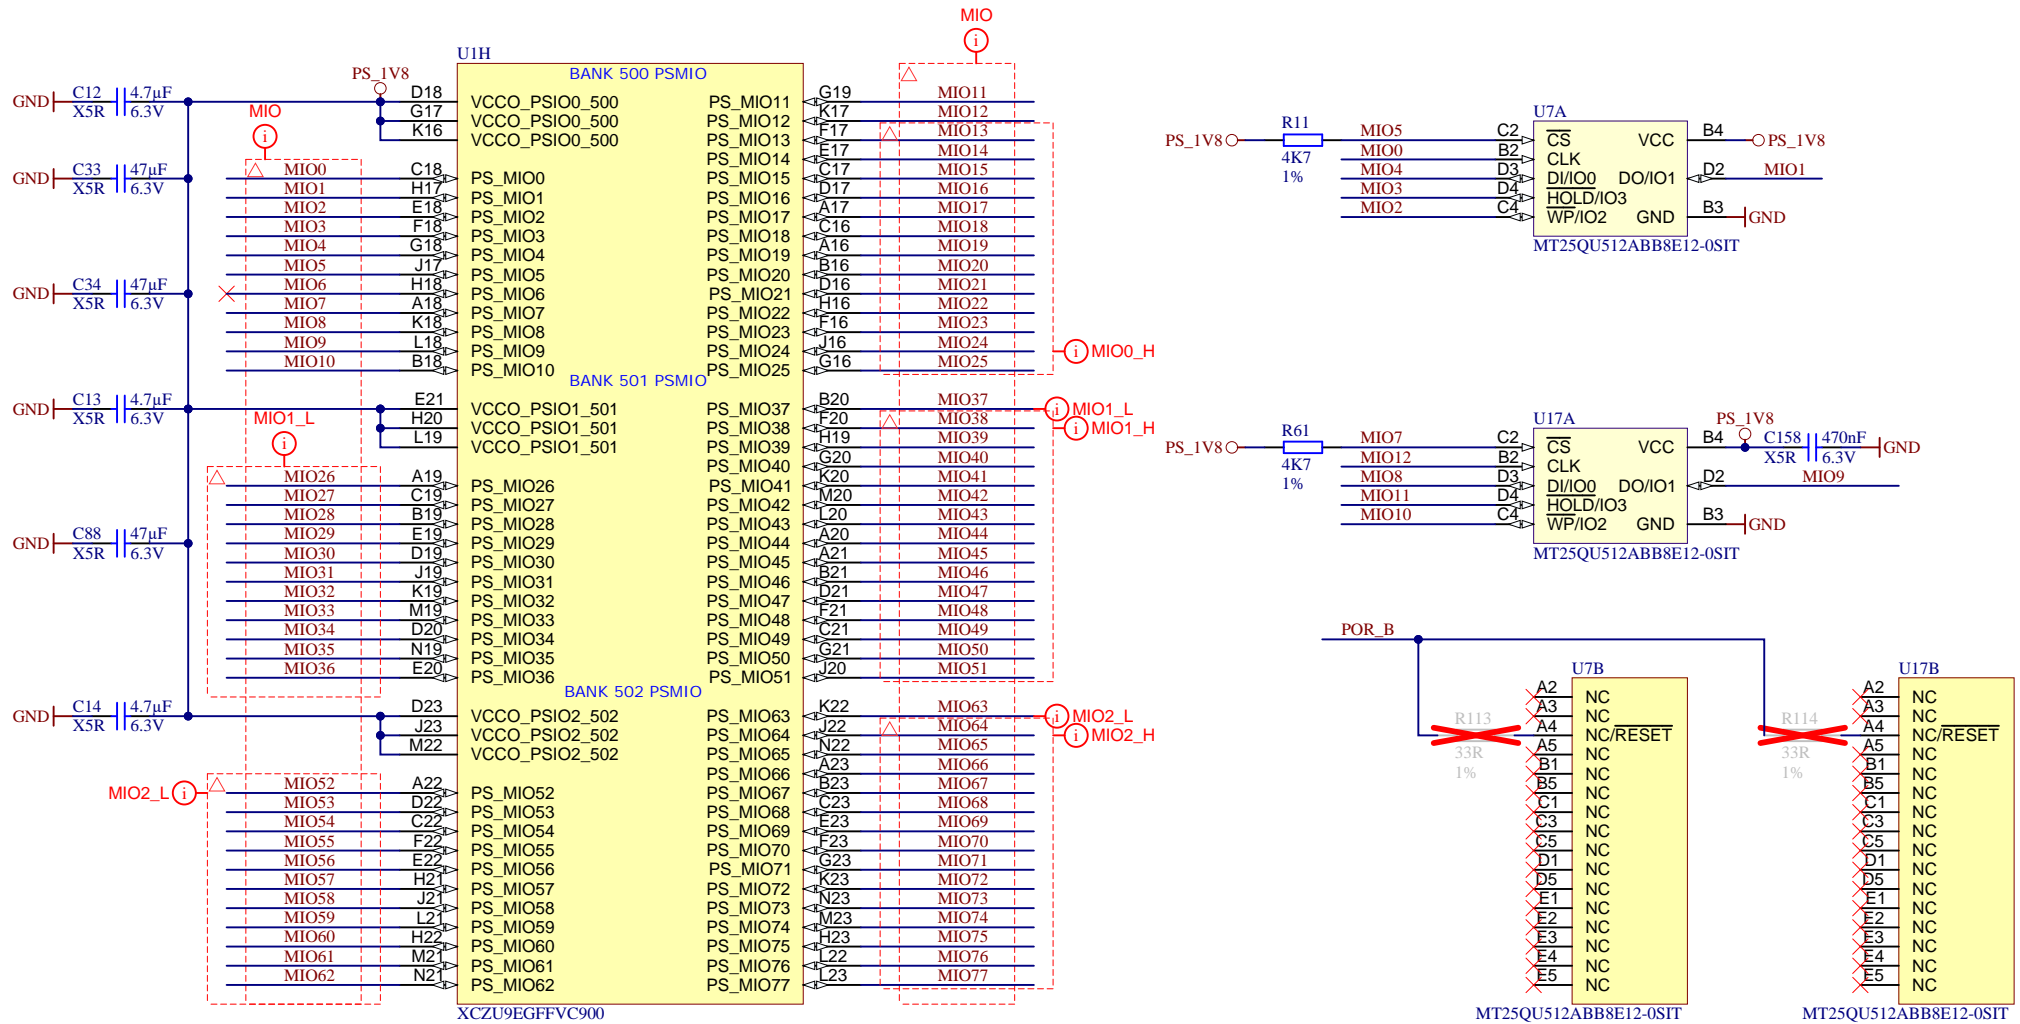 MIO
U1H
PS_1V8
BANK 500 PSMIO
GND C12 4.7µF X5R 6.3V
D18 VCCO_PSIO0_500
G17 VCCO_PSIO0_500
K16 VCCO_PSIO0_500
MIO
GND C33 47µF X5R 6.3V
MIO0 C18 PS_MIO0
MIO1 H17 PS_MIO1
MIO2 E18 PS_MIO2
MIO3 F18 PS_MIO3
MIO4 G18 PS_MIO4
MIO5 J17 PS_MIO5
GND C34 47µF X5R 6.3V
MIO6 H18 PS_MIO6
MIO7 A18 PS_MIO7
MIO8 K18 PS_MIO8
MIO9 L18 PS_MIO9
MIO10 B18 PS_MIO10
PS_MIO11 G19 MIO11
PS_MIO12 K17 MIO12
PS_MIO13 F17 MIO13
PS_MIO14 E17 MIO14
PS_MIO15 C17 MIO15
PS_MIO16 D17 MIO16
PS_MIO17 A17 MIO17
PS_MIO18 C16 MIO18
PS_MIO19 A16 MIO19
PS_MIO20 B16 MIO20
PS_MIO21 D16 MIO21
PS_MIO22 H16 MIO22
PS_MIO23 F16 MIO23
PS_MIO24 J16 MIO24
PS_MIO25 G16 MIO25
MIO0_H
BANK 501 PSMIO
GND C13 4.7µF X5R 6.3V
E21 VCCO_PSIO1_501
H20 VCCO_PSIO1_501
L19 VCCO_PSIO1_501
MIO1_L
GND C88 47µF X5R 6.3V
MIO26 A19 PS_MIO26
MIO27 C19 PS_MIO27
MIO28 B19 PS_MIO28
MIO29 E19 PS_MIO29
MIO30 D19 PS_MIO30
MIO31 J19 PS_MIO31
MIO32 K19 PS_MIO32
MIO33 M19 PS_MIO33
MIO34 D20 PS_MIO34
MIO35 N19 PS_MIO35
MIO36 E20 PS_MIO36
PS_MIO37 B20 MIO37 MIO1_L
PS_MIO38 F20 MIO38 MIO1_H
PS_MIO39 H19 MIO39
PS_MIO40 G20 MIO40
PS_MIO41 K20 MIO41
PS_MIO42 M20 MIO42
PS_MIO43 L20 MIO43
PS_MIO44 A20 MIO44
PS_MIO45 A21 MIO45
PS_MIO46 B21 MIO46
PS_MIO47 D21 MIO47
PS_MIO48 F21 MIO48
PS_MIO49 C21 MIO49
PS_MIO50 G21 MIO50
PS_MIO51 J20 MIO51
BANK 502 PSMIO
GND C14 4.7µF X5R 6.3V
D23 VCCO_PSIO2_502
J23 VCCO_PSIO2_502
M22 VCCO_PSIO2_502
MIO2_L
MIO52 A22 PS_MIO52
MIO53 D22 PS_MIO53
MIO54 C22 PS_MIO54
MIO55 F22 PS_MIO55
MIO56 E22 PS_MIO56
MIO57 H21 PS_MIO57
MIO58 J21 PS_MIO58
MIO59 L21 PS_MIO59
MIO60 H22 PS_MIO60
MIO61 M21 PS_MIO61
MIO62 N21 PS_MIO62
PS_MIO63 K22 MIO63 MIO2_L
PS_MIO64 J22 MIO64 MIO2_H
PS_MIO65 N22 MIO65
PS_MIO66 A23 MIO66
PS_MIO67 B23 MIO67
PS_MIO68 C23 MIO68
PS_MIO69 E23 MIO69
PS_MIO70 F23 MIO70
PS_MIO71 G23 MIO71
PS_MIO72 K23 MIO72
PS_MIO73 N23 MIO73
PS_MIO74 M23 MIO74
PS_MIO75 H23 MIO75
PS_MIO76 L22 MIO76
PS_MIO77 L23 MIO77
XCZU9EGFFVC900
U7A
PS_1V8 R11 4K7 1% MIO5 C2 CS VCC B4 PS_1V8
MIO0 B2 CLK
MIO4 D3 DI/IO0 DO/IO1 D2 MIO1
MIO3 D4 HOLD/IO3
MIO2 C4 WP/IO2 GND B3 GND
MT25QU512ABB8E12-0SIT
U17A
PS_1V8
PS_1V8 R61 4K7 1% MIO7 C2 CS VCC B4 C158 470nF X5R 6.3V GND
MIO12 B2 CLK
MIO8 D3 DI/IO0 DO/IO1 D2 MIO9
MIO11 D4 HOLD/IO3
MIO10 C4 WP/IO2 GND B3 GND
MT25QU512ABB8E12-0SIT
POR_B
U7B
A2 NC
A3 NC
R113 33R 1% A4 NC/RESET
A5 NC
B1 NC
B5 NC
C1 NC
C3 NC
C5 NC
D1 NC
D5 NC
E1 NC
E2 NC
E3 NC
E4 NC
E5 NC
MT25QU512ABB8E12-0SIT
U17B
A2 NC
A3 NC
R114 33R 1% A4 NC/RESET
A5 NC
B1 NC
B5 NC
C1 NC
C3 NC
C5 NC
D1 NC
D5 NC
E1 NC
E2 NC
E3 NC
E4 NC
E5 NC
MT25QU512ABB8E12-0SIT